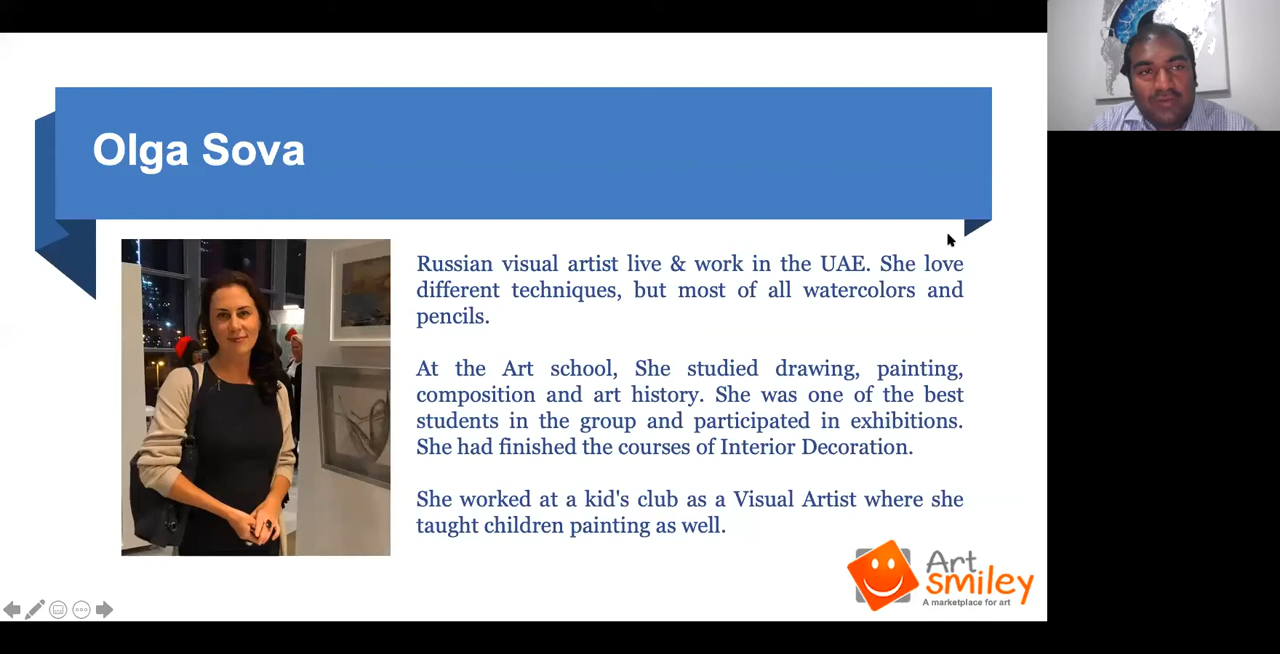 Olga Sova
Russian visual artist live & work in the UAE. She love
different techniques, but most of all watercolors and
pencils.
At the Art school, She studied drawing, painting,
composition and art history. She was one of the best
students in the group and participated in exhibitions.
She had finished the courses of Interior Decoration.
She worked at a kid's club as a Visual Artist where she
taught children painting as well.
Art
smiley
A marketplace for art